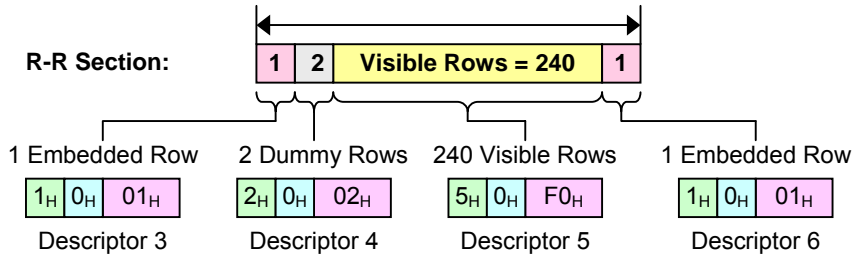 R-R Section: 1 2 Visible Rows = 240 1
1 Embedded Row 2 Dummy Rows 240 Visible Rows 1 Embedded Row
1H 0H 01H 2H 0H 02H 5H 0H F0H 1H 0H 01H
Descriptor 3 Descriptor 4 Descriptor 5 Descriptor 6